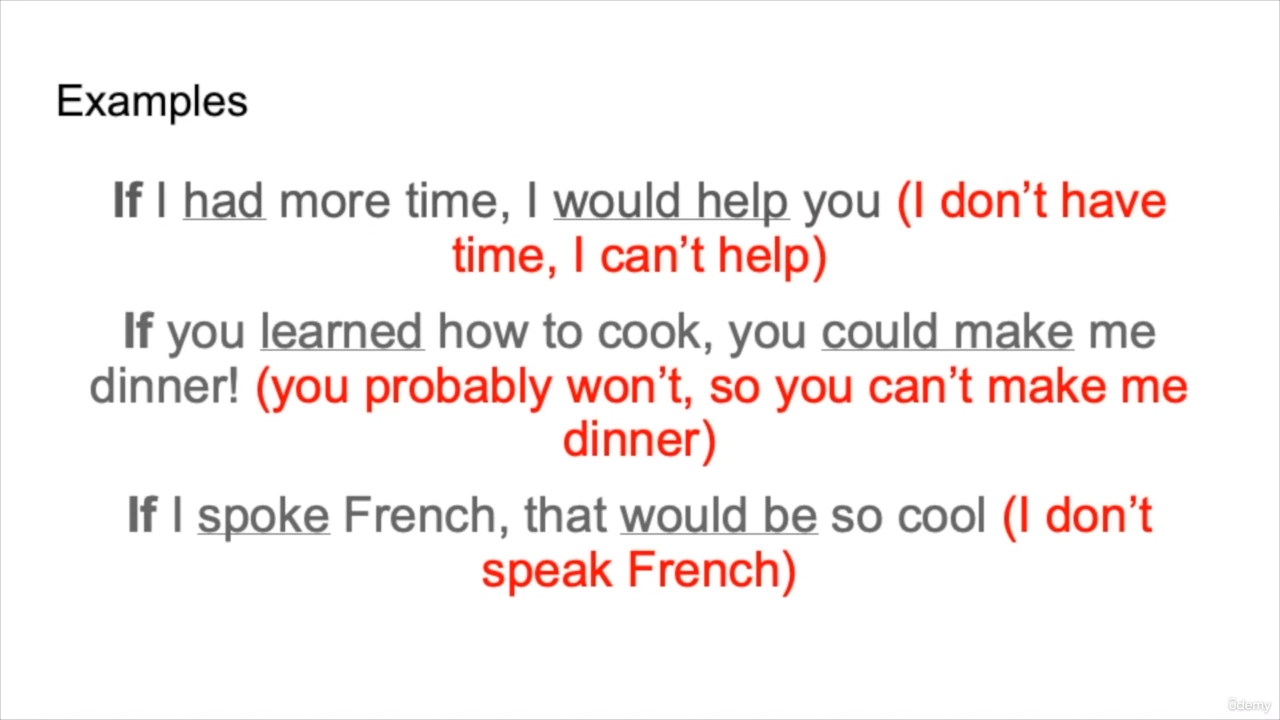 Examples
If I had more time, I would help you (I don’t have
time, I can’t help)
If you learned how to cook, you could make me
dinner! (you probably won’t, so you can’t make me
dinner)
If I spoke French, that would be so cool (I don’t
speak French)
ûdemy